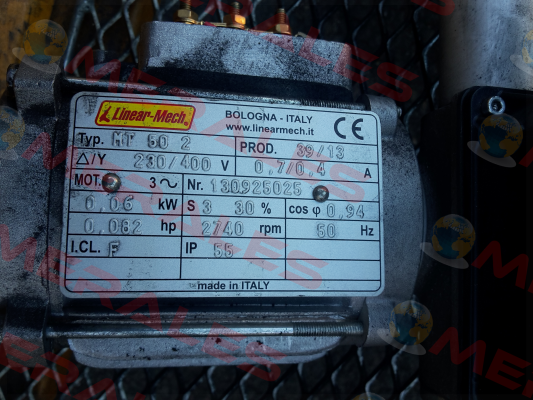 Linear-Mech
BOLOGNA - ITALY
www.linearmech.it
CE
Typ. MT 50 2
PROD. 39/13
Δ/Y 230/400 V 0,7/0,4 A
MOT. 3~ Nr. 130925025
0,06 kW S 3 30 % cos φ 0,94
0.082 hp 2740 rpm 50 Hz
I.CL. F IP 55
made in ITALY
MERALES